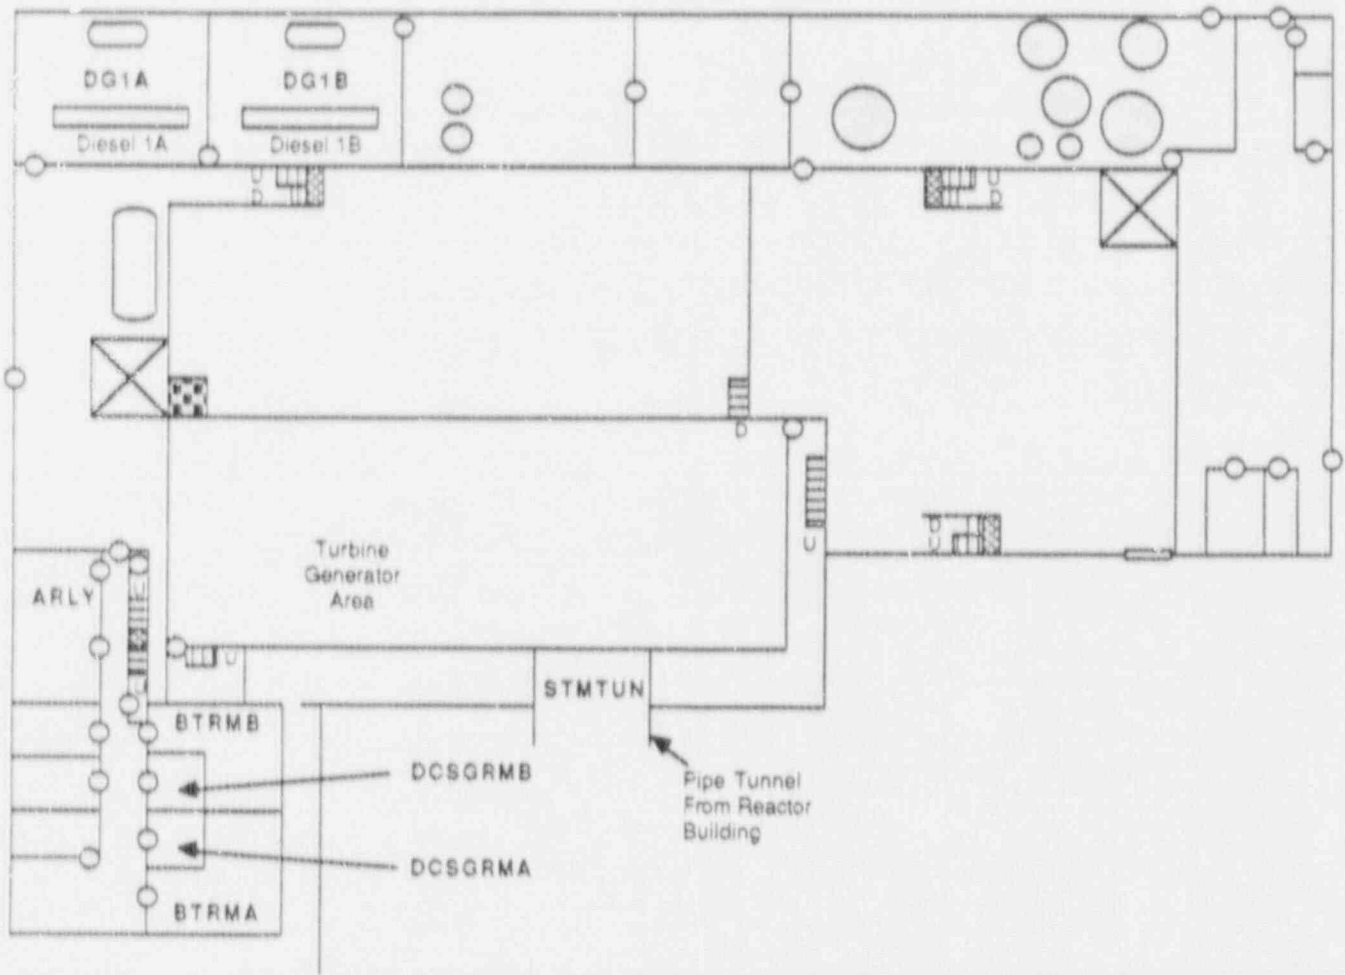 DG1A
DG1B
Diesel 1A
Diesel 1B
Turbine
Generator
Area
ARLY
STMTUN
BTRMB
DCSGRMB
Pipe Tunnel
From Reactor
Building
DCSGRMA
BTRMA